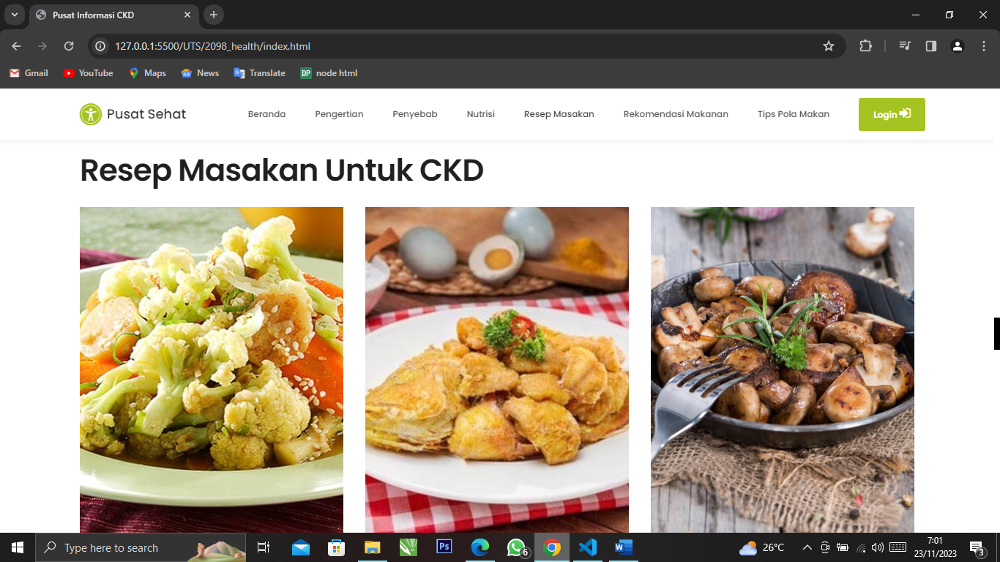 Pusat Informasi CKD
127.0.0.1:5500/UTS/2098_health/index.html
Gmail YouTube Maps News Translate DP node html
Pusat Sehat Beranda Pengertian Penyebab Nutrisi Resep Masakan Rekomendasi Makanan Tips Pola Makan Login
Resep Masakan Untuk CKD
Type here to search Ps 6 W 26°C 7:01
23/11/2023 3